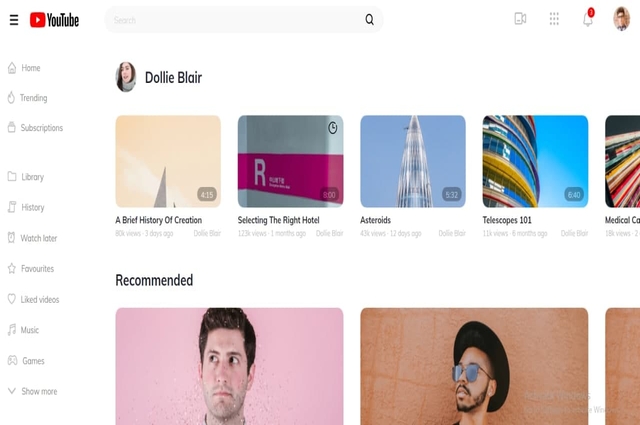 YouTube
Search
3
Home
Trending
Subscriptions
Library
History
Watch later
Favourites
Liked videos
Music
Games
Show more
Dollie Blair
4:15
R
8:00
5:32
6:40
A Brief History Of Creation
80k views · 3 days ago Dollie Blair
Selecting The Right Hotel
123k views · 1 months ago Dollie Blair
Asteroids
43k views · 12 days ago Dollie Blair
Telescopes 101
11k views · 6 months ago Dollie Blair
Medical Ca
18k views · 2
Recommended